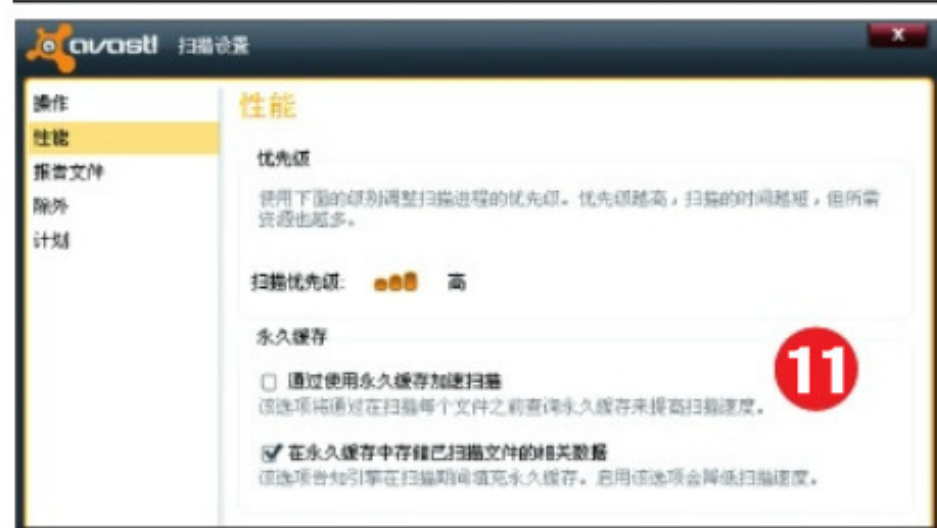 avast! 扫描设置
x
操作
性能
报告文件
除外
计划
性能
优先级
使用下面的级别调整扫描进程的优先级。优先级越高，扫描的时间越短，但所需
资源也越多。
扫描优先级: 高
永久缓存
11
通过使用永久缓存加速扫描
该选项将通过在扫描每个文件之前查询永久缓存来提高扫描速度。
在永久缓存中存储已扫描文件的相关数据
该选项告知引擎在扫描期间填充永久缓存。启用该选项会降低扫描速度。